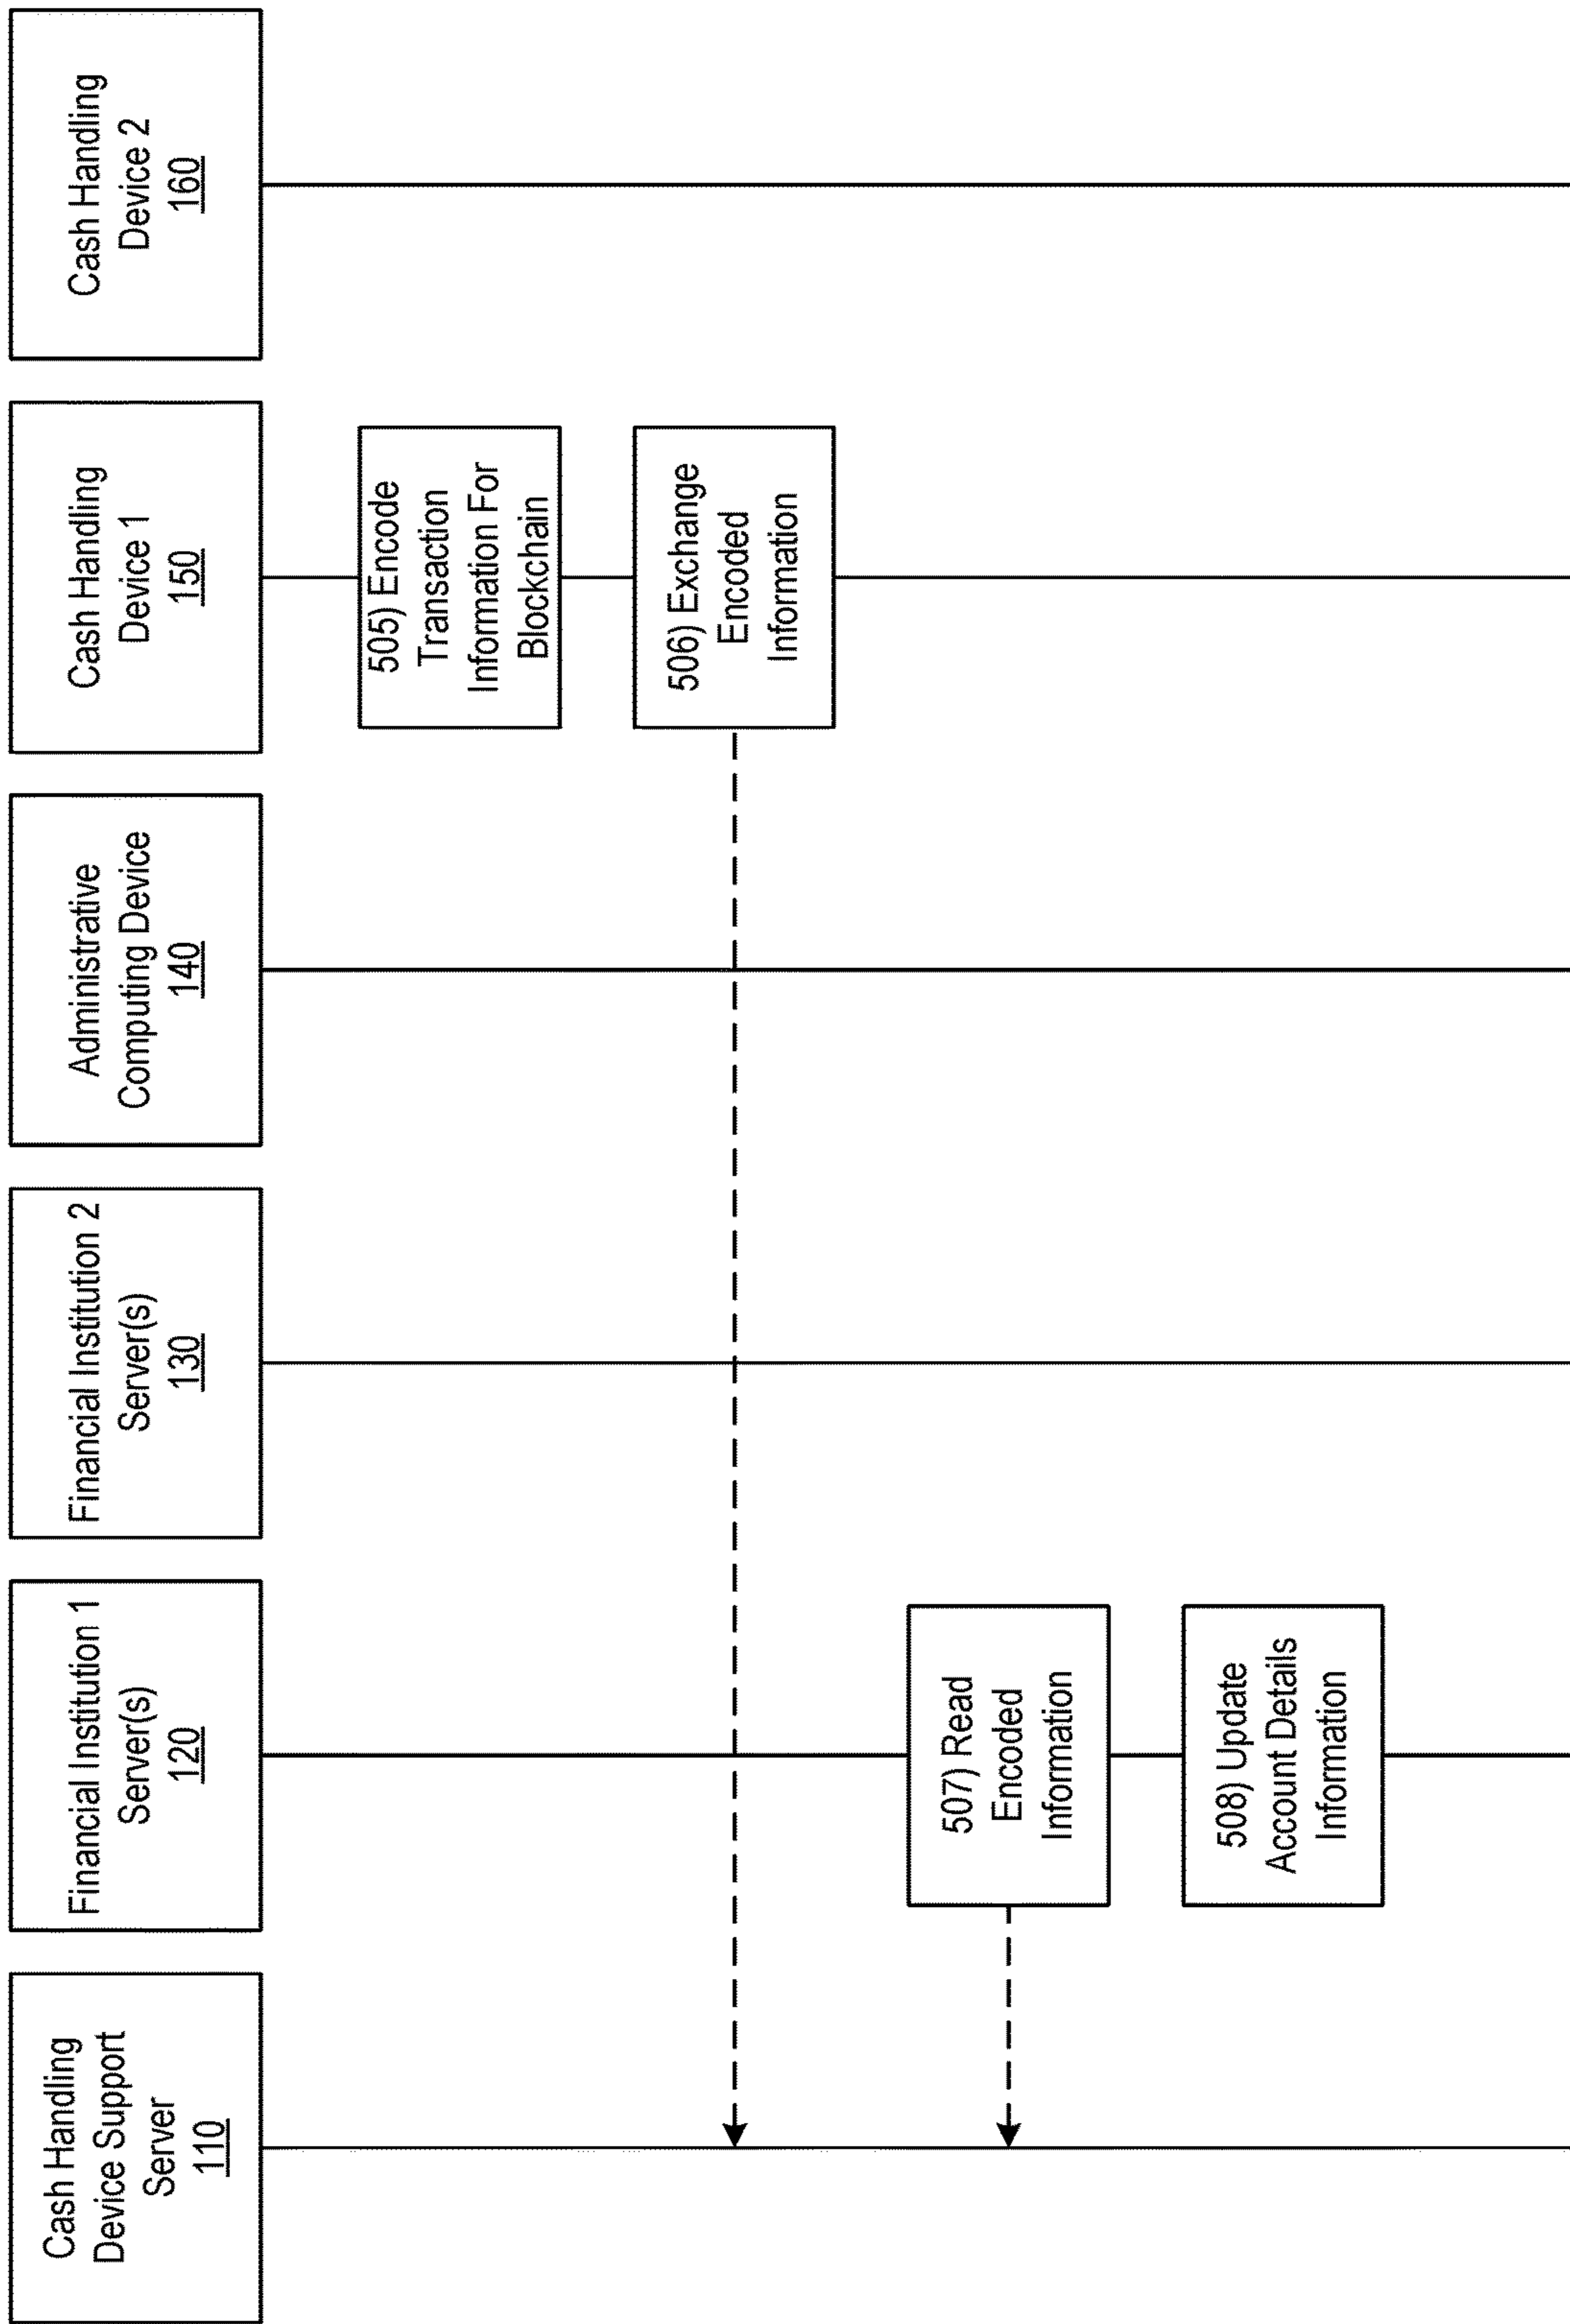 Cash Handling
Device Support
Server
110
Financial Institution 1
Server(s)
120
Financial Institution 2
Server(s)
130
Administrative
Computing Device
140
Cash Handling
Device 1
150
Cash Handling
Device 2
160
505) Encode
Transaction
Information For
Blockchain
506) Exchange
Encoded
Information
507) Read
Encoded
Information
508) Update
Account Details
Information